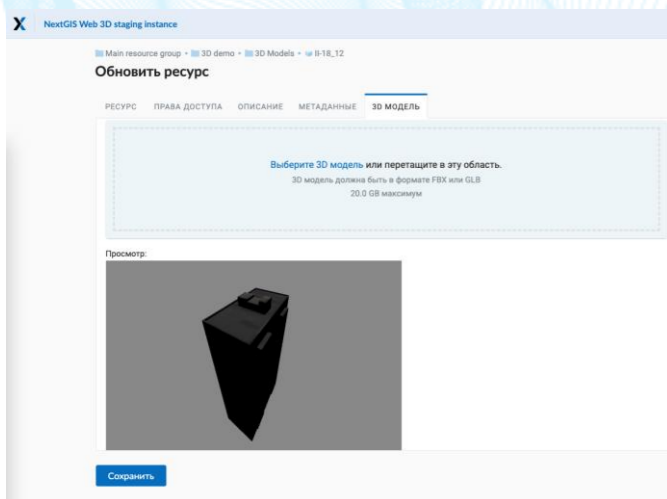 NextGIS Web 3D staging instance
Main resource group • 3D demo • 3D Models • II-18_12
Обновить ресурс
РЕСУРС ПРАВА ДОСТУПА ОПИСАНИЕ МЕТАДАННЫЕ 3D МОДЕЛЬ
Выберите 3D модель или перетащите в эту область.
3D модель должна быть в формате FBX или GLB
20.0 GB максимум
Просмотр:
Сохранить